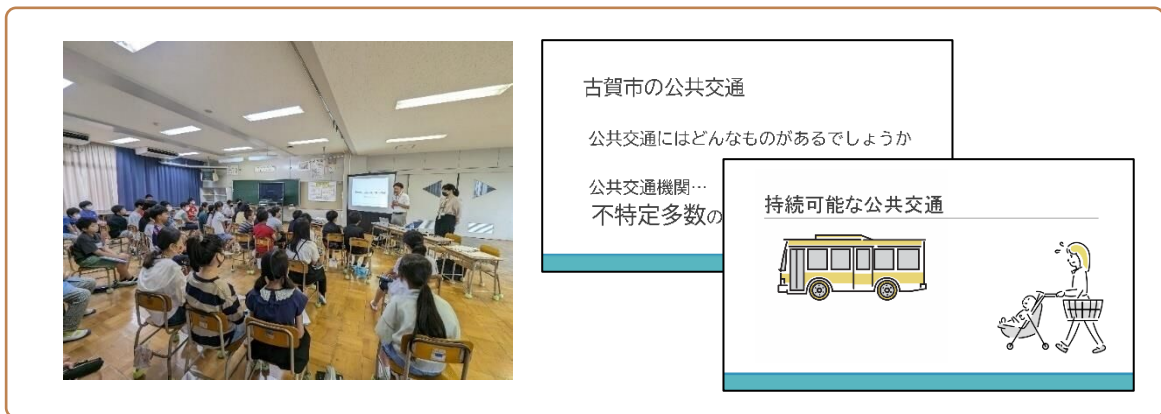 古賀市の公共交通
公共交通にはどんなものがあるでしょうか
公共交通機関…
不特定多数の
持続可能な公共交通